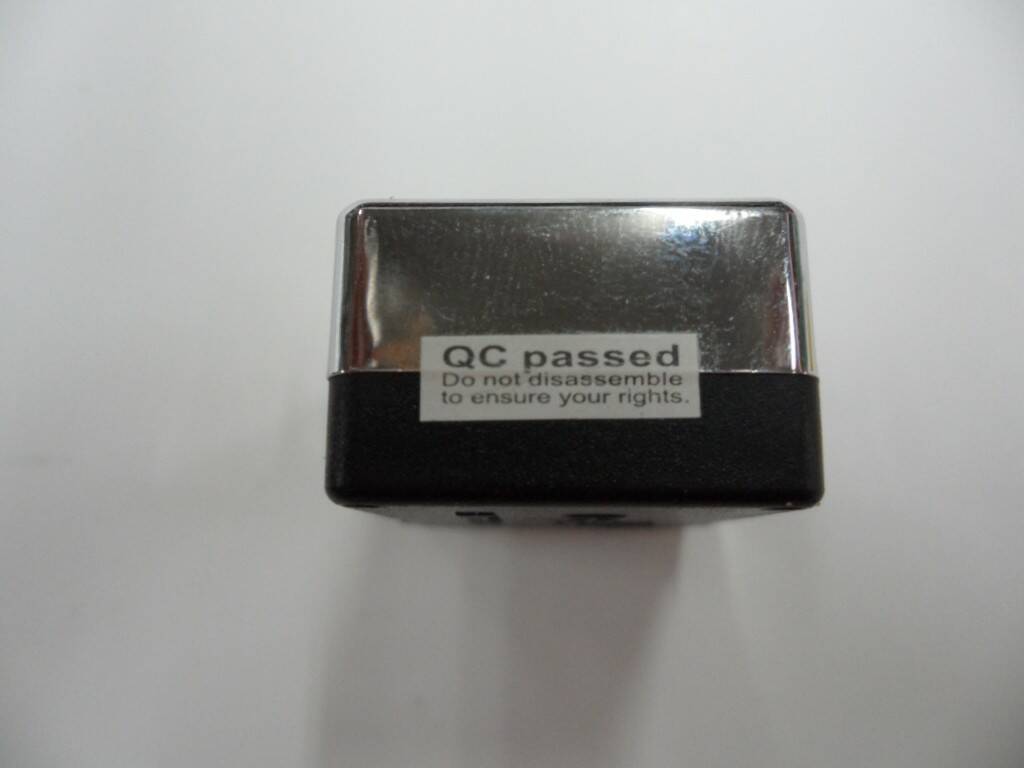 QC passed
Do not disassemble
to ensure your rights.